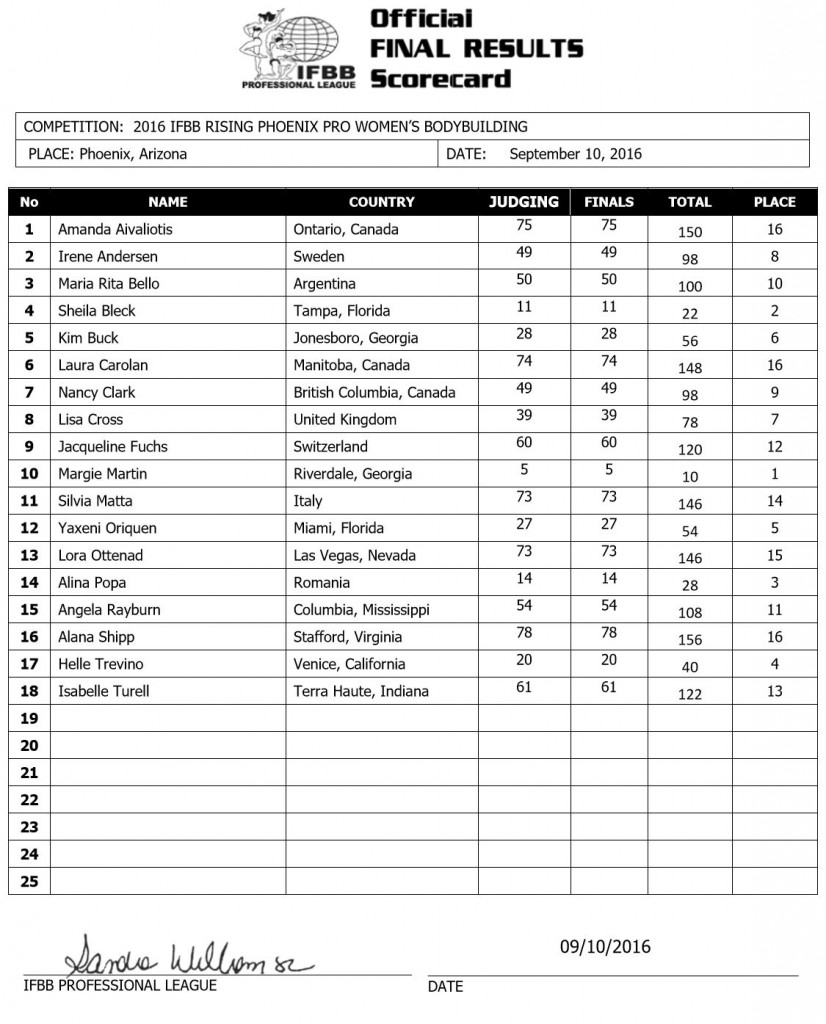 Official
FINAL RESULTS
Scorecard
IFBB
PROFESSIONAL LEAGUE
COMPETITION: 2016 IFBB RISING PHOENIX PRO WOMEN'S BODYBUILDING
PLACE: Phoenix, Arizona DATE: September 10, 2016
No NAME COUNTRY JUDGING FINALS TOTAL PLACE
1 Amanda Aivaliotis Ontario, Canada 75 75 150 16
2 Irene Andersen Sweden 49 49 98 8
3 Maria Rita Bello Argentina 50 50 100 10
4 Sheila Bleck Tampa, Florida 11 11 22 2
5 Kim Buck Jonesboro, Georgia 28 28 56 6
6 Laura Carolan Manitoba, Canada 74 74 148 16
7 Nancy Clark British Columbia, Canada 49 49 98 9
8 Lisa Cross United Kingdom 39 39 78 7
9 Jacqueline Fuchs Switzerland 60 60 120 12
10 Margie Martin Riverdale, Georgia 5 5 10 1
11 Silvia Matta Italy 73 73 146 14
12 Yaxeni Oriquen Miami, Florida 27 27 54 5
13 Lora Ottenad Las Vegas, Nevada 73 73 146 15
14 Alina Popa Romania 14 14 28 3
15 Angela Rayburn Columbia, Mississippi 54 54 108 11
16 Alana Shipp Stafford, Virginia 78 78 156 16
17 Helle Trevino Venice, California 20 20 40 4
18 Isabelle Turell Terra Haute, Indiana 61 61 122 13
19
20
21
22
23
24
25
09/10/2016
IFBB PROFESSIONAL LEAGUE DATE